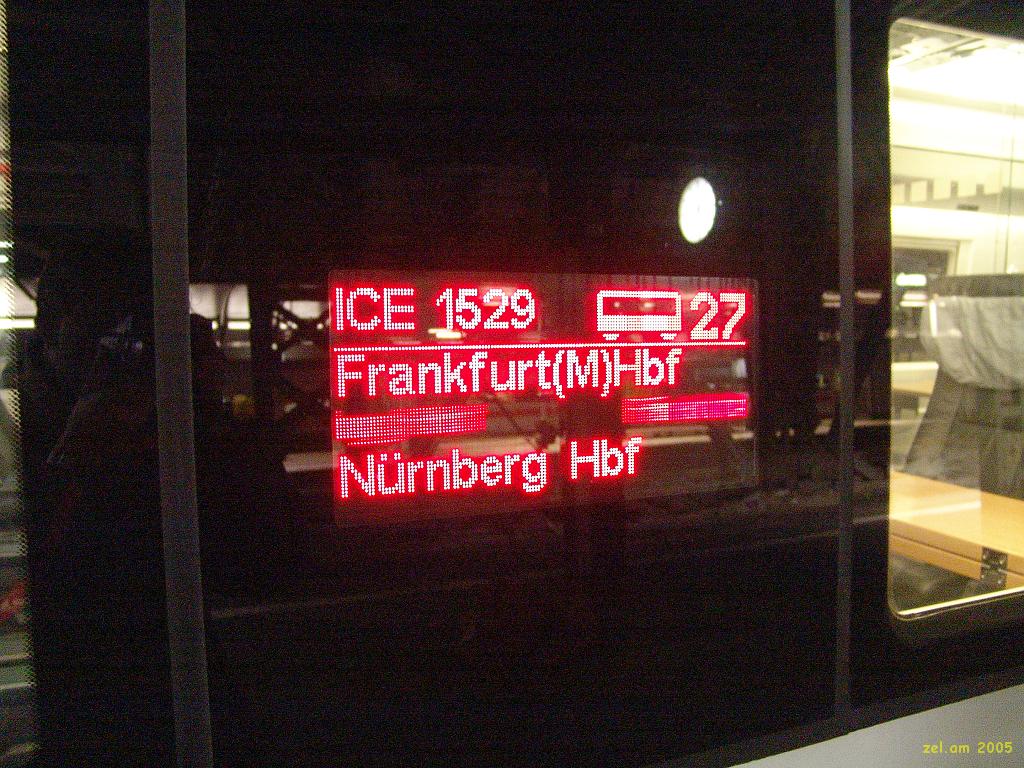 ICE 1529 27
Frankfurt(M)Hbf
Nürnberg Hbf
zel.am 2005